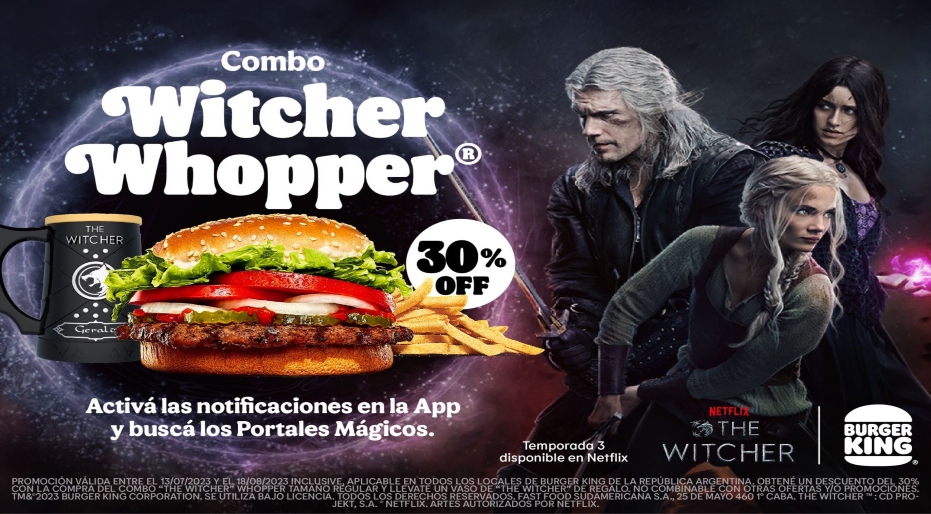 Combo
Witcher
Whopper®
THE
WITCHER
Geralt
30%
OFF
Activá las notificaciones en la App
y buscá los Portales Mágicos.
Temporada 3
disponible en Netflix
NETFLIX
THE
WITCHER
BURGER
KING®
PROMOCIÓN VÁLIDA ENTRE EL 13/07/2023 Y EL 18/08/2023 INCLUSIVE, APLICABLE EN TODOS LOS LOCALES DE BURGER KING DE LA REPÚBLICA ARGENTINA. OBTENÉ UN DESCUENTO DEL 30%
CON LA COMPRA DEL COMBO "THE WITCHER" WHOPPER TAMAÑO REGULAR Y LLEVATE UN VASO DE "THE WITCHER" DE REGALO. NO COMBINABLE CON OTRAS OFERTAS Y/O PROMOCIONES.
TM&°2023 BURGER KING CORPORATION. SE UTILIZA BAJO LICENCIA. TODOS LOS DERECHOS RESERVADOS. FAST FOOD SUDAMERICANA S.A., 25 DE MAYO 460 1° CABA. THE WITCHER ™: CD PRO-
JEKT, S.A. ® NETFLIX. ARTES AUTORIZADOS POR NETFLIX.